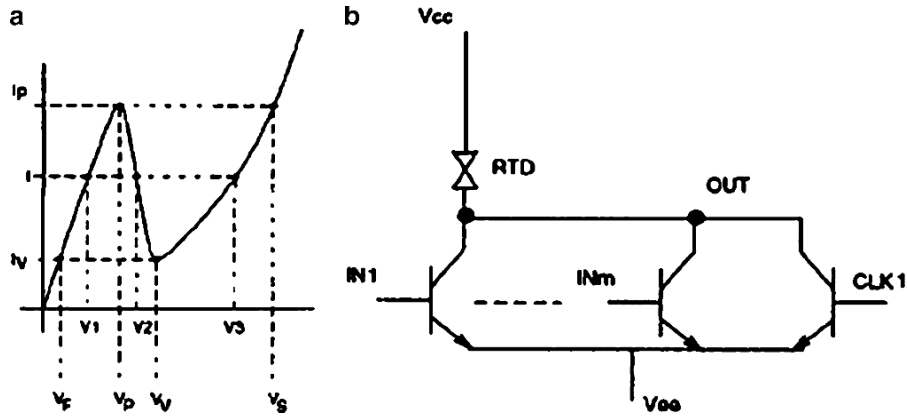 a
IP
I
IV
V1
V2
V3
VF
VP
VV
VS
b
Vcc
RTD
OUT
IN1
INm
CLK1
Vee